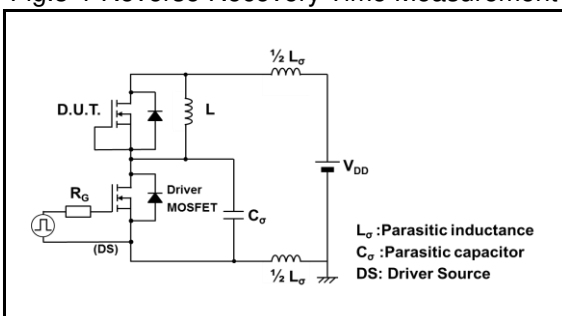 Fig.3-1 Reverse Recovery Time Measurement
½ Lσ
D.U.T.
L
VDD
RG
Driver
MOSFET
Cσ
(DS)
½ Lσ
Lσ :Parasitic inductance
Cσ :Parasitic capacitor
DS: Driver Source